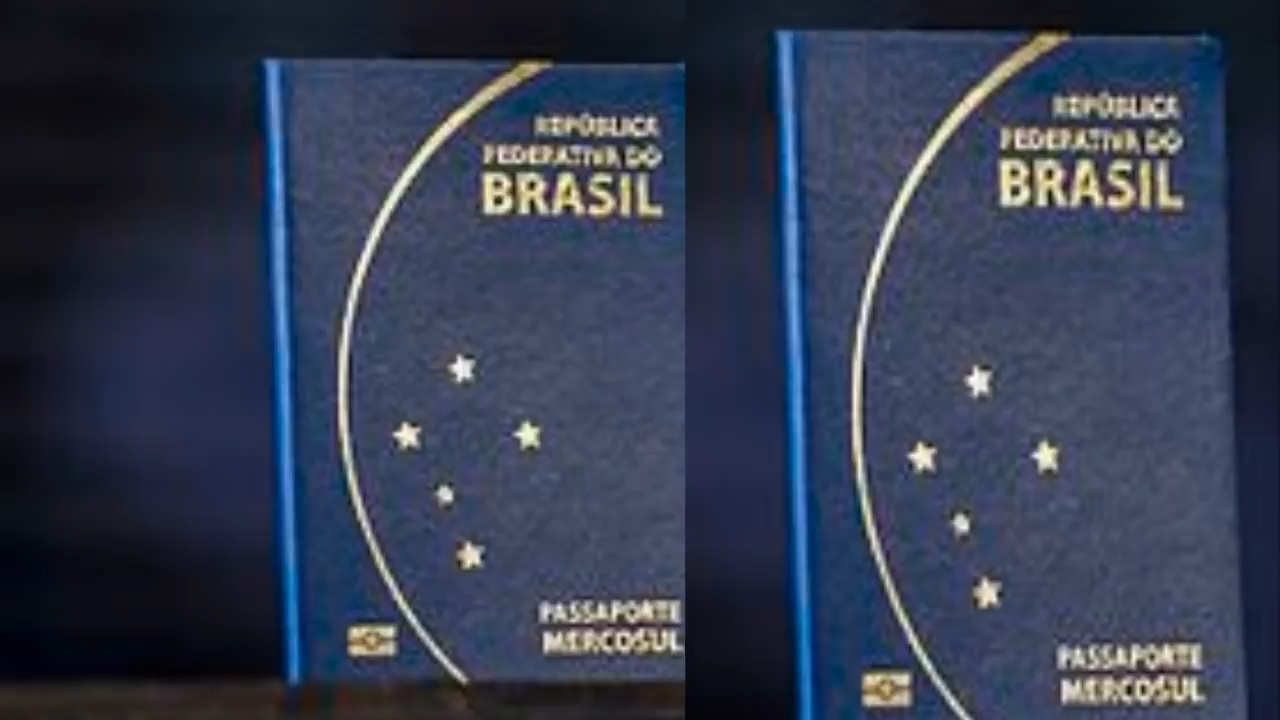 REPÚBLICA
FEDERATIVA DO
BRASIL
PASSAPORTE
MERCOSUL
REPÚBLICA
FEDERATIVA DO
BRASIL
PASSAPORTE
MERCOSUL